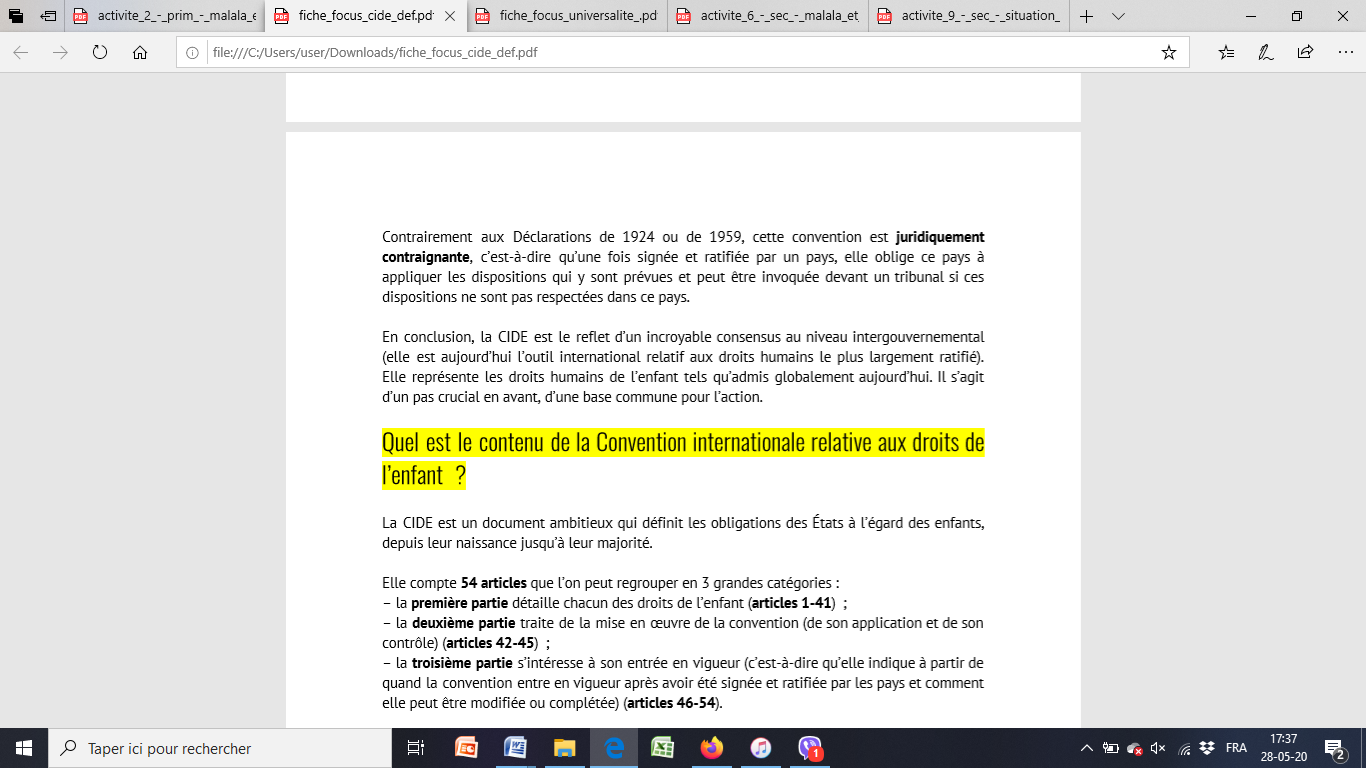 activite_2_-_prim_-_malala_e
fiche_focus_cide_def.pdf
fiche_focus_universalite_.pd
activite_6_-_sec_-_malala_et
activite_9_-_sec_-_situation_
file:///C:/Users/user/Downloads/fiche_focus_cide_def.pdf
Contrairement aux Déclarations de 1924 ou de 1959, cette convention est juridiquement
contraignante, c’est-à-dire qu’une fois signée et ratifiée par un pays, elle oblige ce pays à
appliquer les dispositions qui y sont prévues et peut être invoquée devant un tribunal si ces
dispositions ne sont pas respectées dans ce pays.
En conclusion, la CIDE est le reflet d’un incroyable consensus au niveau intergouvernemental
(elle est aujourd’hui l’outil international relatif aux droits humains le plus largement ratifié).
Elle représente les droits humains de l’enfant tels qu’admis globalement aujourd’hui. Il s’agit
d’un pas crucial en avant, d’une base commune pour l’action.
Quel est le contenu de la Convention internationale relative aux droits de
l’enfant ?
La CIDE est un document ambitieux qui définit les obligations des États à l’égard des enfants,
depuis leur naissance jusqu’à leur majorité.
Elle compte 54 articles que l’on peut regrouper en 3 grandes catégories :
– la première partie détaille chacun des droits de l’enfant (articles 1-41) ;
– la deuxième partie traite de la mise en œuvre de la convention (de son application et de son
contrôle) (articles 42-45) ;
– la troisième partie s’intéresse à son entrée en vigueur (c’est-à-dire qu’elle indique à partir de
quand la convention entre en vigueur après avoir été signée et ratifiée par les pays et comment
elle peut être modifiée ou complétée) (articles 46-54).
Taper ici pour rechercher
FRA
17:37
28-05-20